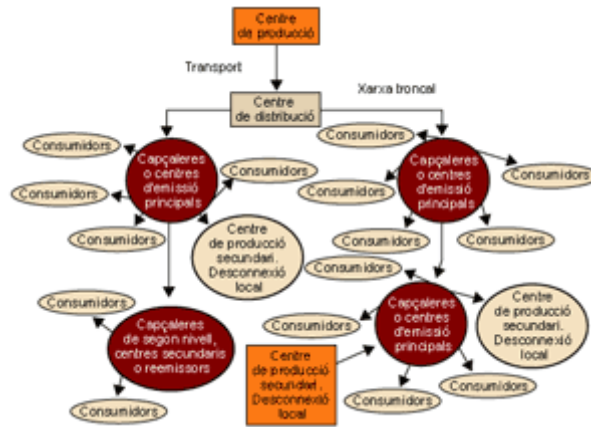 Centre
de producció
Transport
Xarxa troncal
Centre
de distribució
Consumidors
Consumidors
Consumidors
Consumidors
Capçaleres
o centres
d'emissió
principals
Consumidors
Consumidors
Capçaleres
o centres
d'emissió
principals
Consumidors
Consumidors
Consumidors
Consumidors
Centre
de producció
secundari.
Desconnexió
local
Consumidors
Consumidors
Capçaleres
de segón nivell,
centres secundaris
o reemissors
Consumidors
Capçaleres
o centres
d'emissió
principals
Centre
de producció
secundari.
Desconnexió
local
Consumidors
Centre
de producció
secundari.
Desconnexió
local
Consumidors
Consumidors